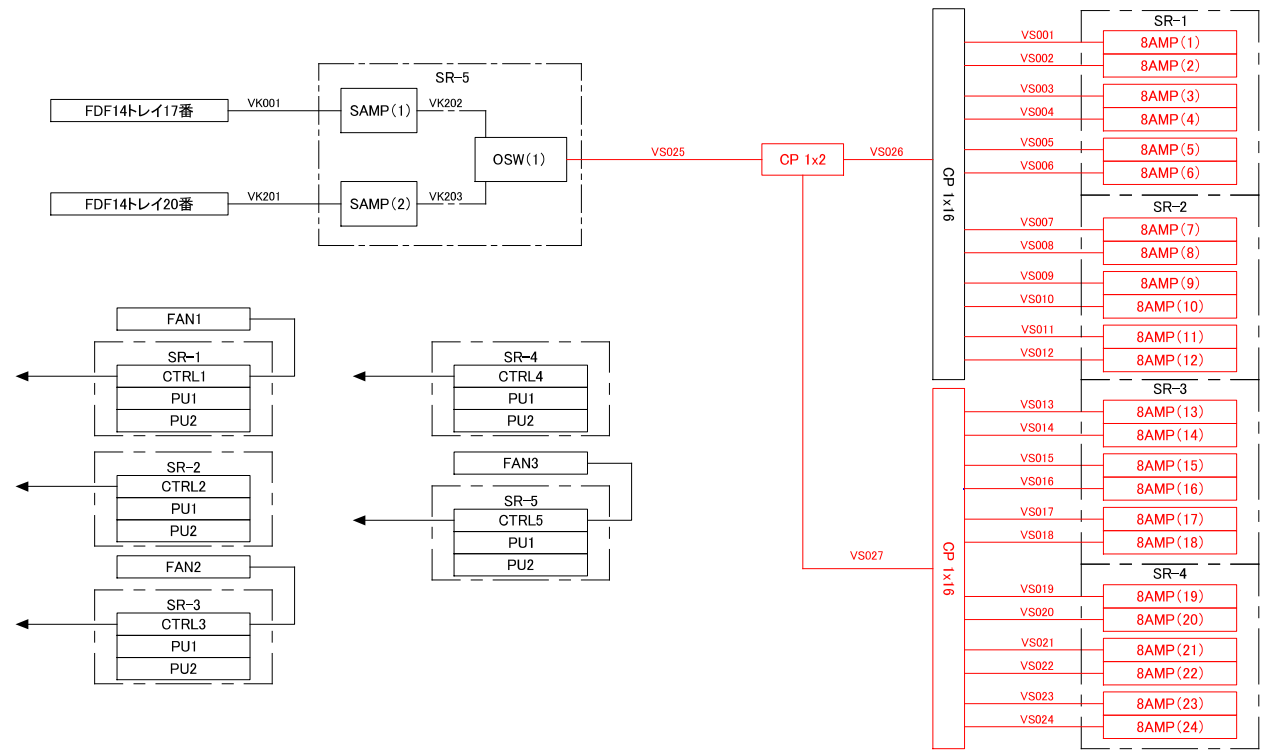 FDF14トレイ17番
VK001
SR-5
SAMP(1)
VK202
OSW(1)
FDF14トレイ20番
VK201
SAMP(2)
VK203
VS025
CP 1x2
VS026
VS027
CP 1x16
VS001
VS002
VS003
VS004
VS005
VS006
VS007
VS008
VS009
VS010
VS011
VS012
CP 1x16
VS013
VS014
VS015
VS016
VS017
VS018
VS019
VS020
VS021
VS022
VS023
VS024
SR-1
8AMP(1)
8AMP(2)
8AMP(3)
8AMP(4)
8AMP(5)
8AMP(6)
SR-2
8AMP(7)
8AMP(8)
8AMP(9)
8AMP(10)
8AMP(11)
8AMP(12)
SR-3
8AMP(13)
8AMP(14)
8AMP(15)
8AMP(16)
8AMP(17)
8AMP(18)
SR-4
8AMP(19)
8AMP(20)
8AMP(21)
8AMP(22)
8AMP(23)
8AMP(24)
FAN1
SR-1
CTRL1
PU1
PU2
SR-2
CTRL2
PU1
PU2
FAN2
SR-3
CTRL3
PU1
PU2
SR-4
CTRL4
PU1
PU2
FAN3
SR-5
CTRL5
PU1
PU2